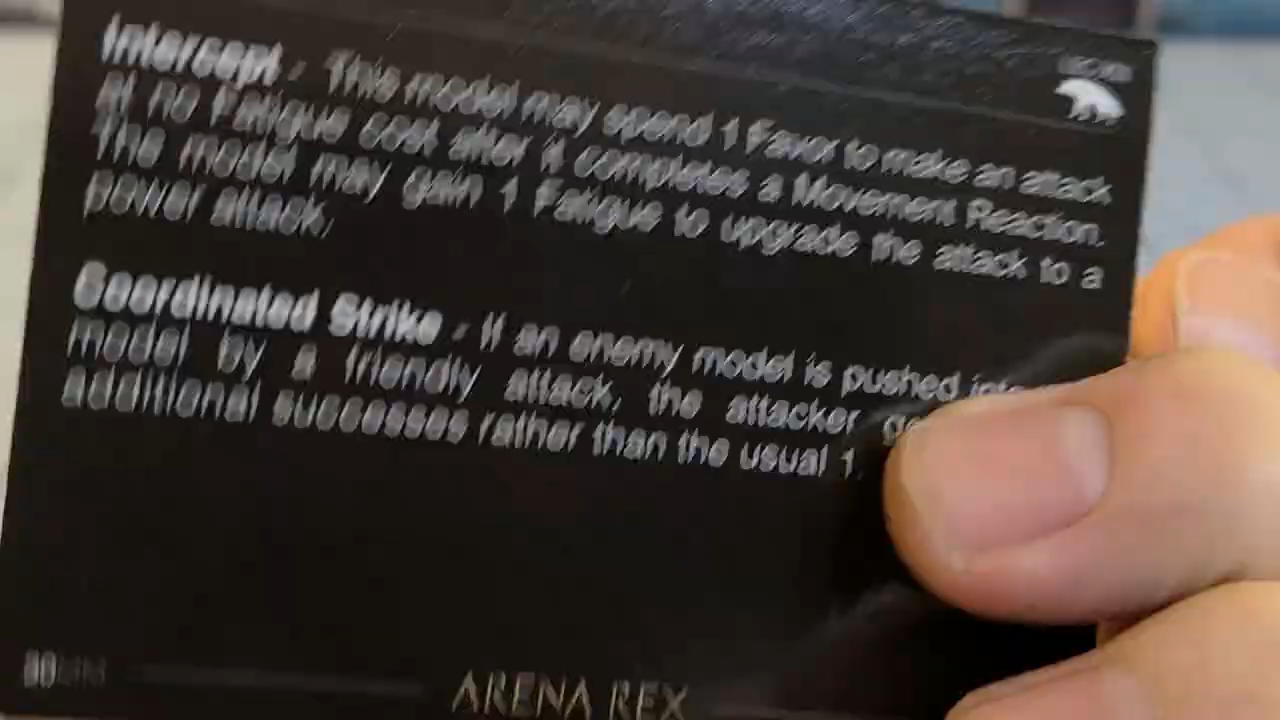 Intercept - This model may spend 1 Favor to make an attack
at no Fatigue cost after it completes a Movement Reaction.
The model may gain 1 Fatigue to upgrade the attack to a
power attack.
Coordinated Strike - If an enemy model is pushed
model by a friendly attack, the attacker
additional successes rather than the usual 1.
ARENA REX